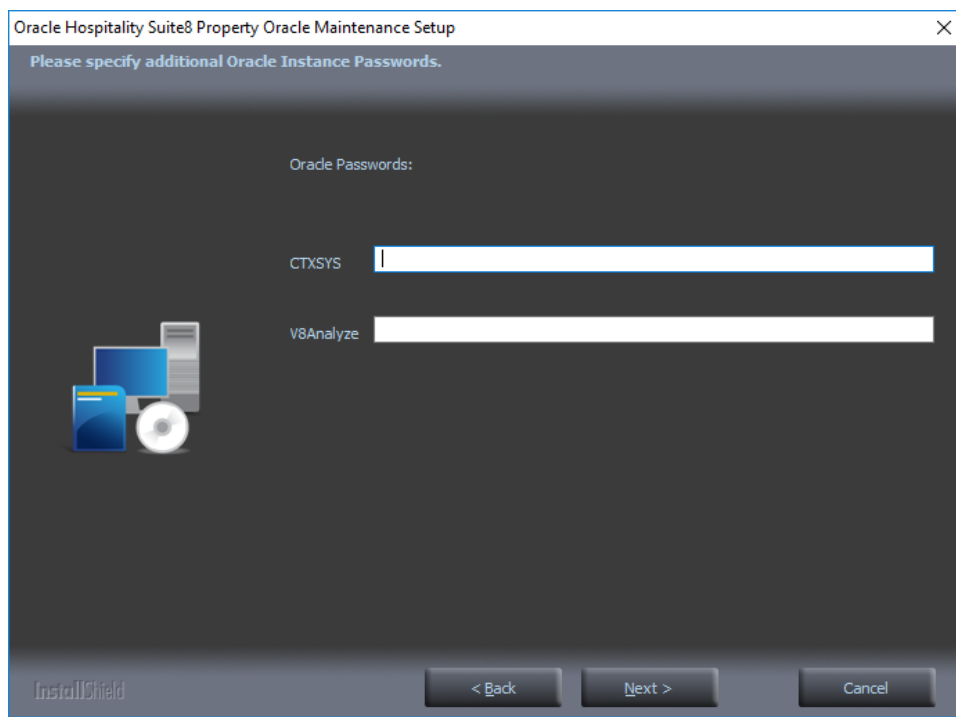 Oracle Hospitality Suite8 Property Oracle Maintenance Setup
Please specify additional Oracle Instance Passwords.
Oracle Passwords:
CTXSYS
V8Analyze
InstallShield
< Back
Next >
Cancel